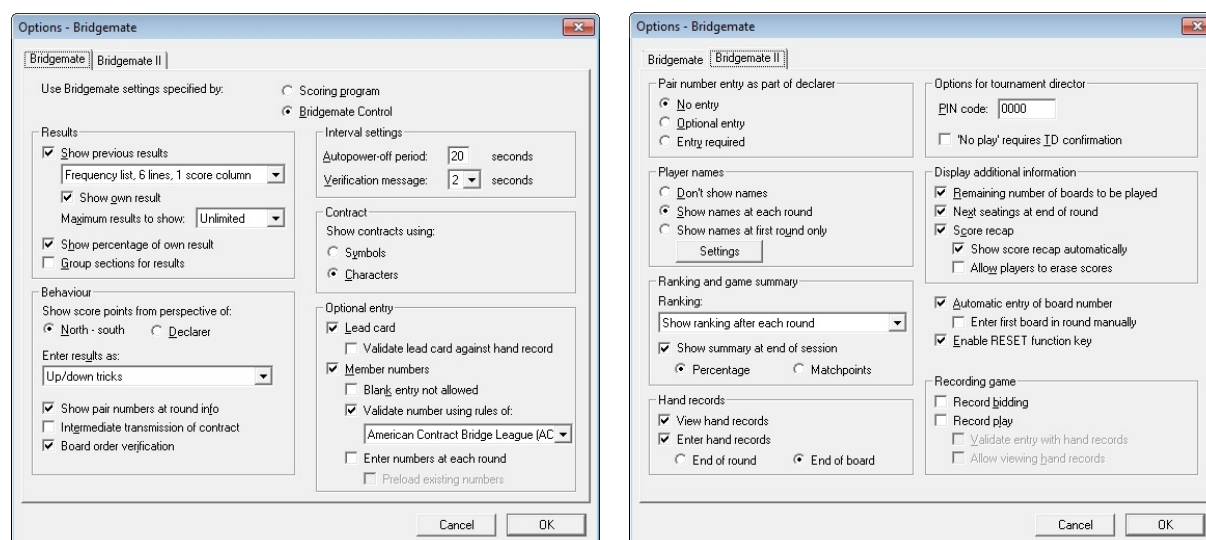 Options - Bridgemate
Bridgemate
Bridgemate II
Use Bridgemate settings specified by:
Scoring program
Bridgemate Control
Results
Show previous results
Frequency list, 6 lines, 1 score column
Show own result
Maximum results to show:
Unlimited
Show percentage of own result
Group sections for results
Behaviour
Show score points from perspective of:
North - south
Declarer
Enter results as:
Up/down tricks
Show pair numbers at round info
Intermediate transmission of contract
Board order verification
Interval settings
Autopower-off period:
20
seconds
Verification message:
2
seconds
Contract
Show contracts using:
Symbols
Characters
Optional entry
Lead card
Validate lead card against hand record
Member numbers
Blank entry not allowed
Validate number using rules of:
American Contract Bridge League (AC
Enter numbers at each round
Preload existing numbers
Cancel
OK
Options - Bridgemate
Bridgemate
Bridgemate II
Pair number entry as part of declarer
No entry
Optional entry
Entry required
Player names
Don't show names
Show names at each round
Show names at first round only
Settings
Ranking and game summary
Ranking:
Show ranking after each round
Show summary at end of session
Percentage
Matchpoints
Hand records
View hand records
Enter hand records
End of round
End of board
Options for tournament director
PIN code:
0000
'No play' requires TD confirmation
Display additional information
Remaining number of boards to be played
Next seatings at end of round
Score recap
Show score recap automatically
Allow players to erase scores
Automatic entry of board number
Enter first board in round manually
Enable RESET function key
Recording game
Record bidding
Record play
Validate entry with hand records
Allow viewing hand records
Cancel
OK